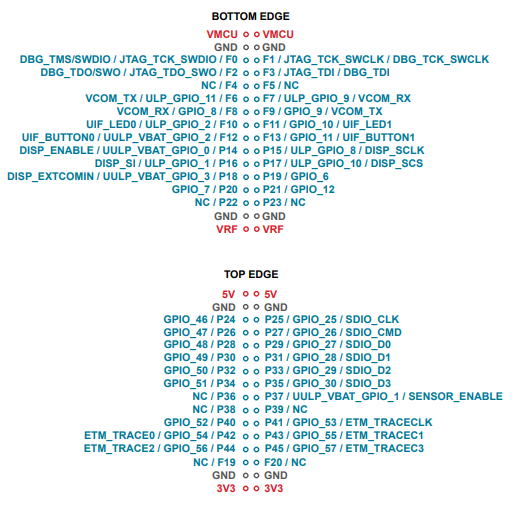 BOTTOM EDGE
VMCU VMCU
GND GND
DBG_TMS/SWDIO / JTAG_TCK_SWDIO / F0 F1 / JTAG_TCK_SWCLK / DBG_TCK_SWCLK
DBG_TDO/SWO / JTAG_TDO_SWO / F2 F3 / JTAG_TDI / DBG_TDI
NC / F4 F5 / NC
VCOM_TX / ULP_GPIO_11 / F6 F7 / ULP_GPIO_9 / VCOM_RX
VCOM_RX / GPIO_8 / F8 F9 / GPIO_9 / VCOM_TX
UIF_LED0 / ULP_GPIO_2 / F10 F11 / GPIO_10 / UIF_LED1
UIF_BUTTON0 / UULP_VBAT_GPIO_2 / F12 F13 / GPIO_11 / UIF_BUTTON1
DISP_ENABLE / UULP_VBAT_GPIO_0 / P14 P15 / ULP_GPIO_8 / DISP_SCLK
DISP_SI / ULP_GPIO_1 / P16 P17 / ULP_GPIO_10 / DISP_SCS
DISP_EXTCOMIN / UULP_VBAT_GPIO_3 / P18 P19 / GPIO_6
GPIO_7 / P20 P21 / GPIO_12
NC / P22 P23 / NC
GND GND
VRF VRF
TOP EDGE
5V 5V
GND GND
GPIO_46 / P24 P25 / GPIO_25 / SDIO_CLK
GPIO_47 / P26 P27 / GPIO_26 / SDIO_CMD
GPIO_48 / P28 P29 / GPIO_27 / SDIO_D0
GPIO_49 / P30 P31 / GPIO_28 / SDIO_D1
GPIO_50 / P32 P33 / GPIO_29 / SDIO_D2
GPIO_51 / P34 P35 / GPIO_30 / SDIO_D3
NC / P36 P37 / UULP_VBAT_GPIO_1 / SENSOR_ENABLE
NC / P38 P39 / NC
GPIO_52 / P40 P41 / GPIO_53 / ETM_TRACECLK
ETM_TRACE0 / GPIO_54 / P42 P43 / GPIO_55 / ETM_TRACEC1
ETM_TRACE2 / GPIO_56 / P44 P45 / GPIO_57 / ETM_TRACEC3
NC / F19 F20 / NC
GND GND
3V3 3V3